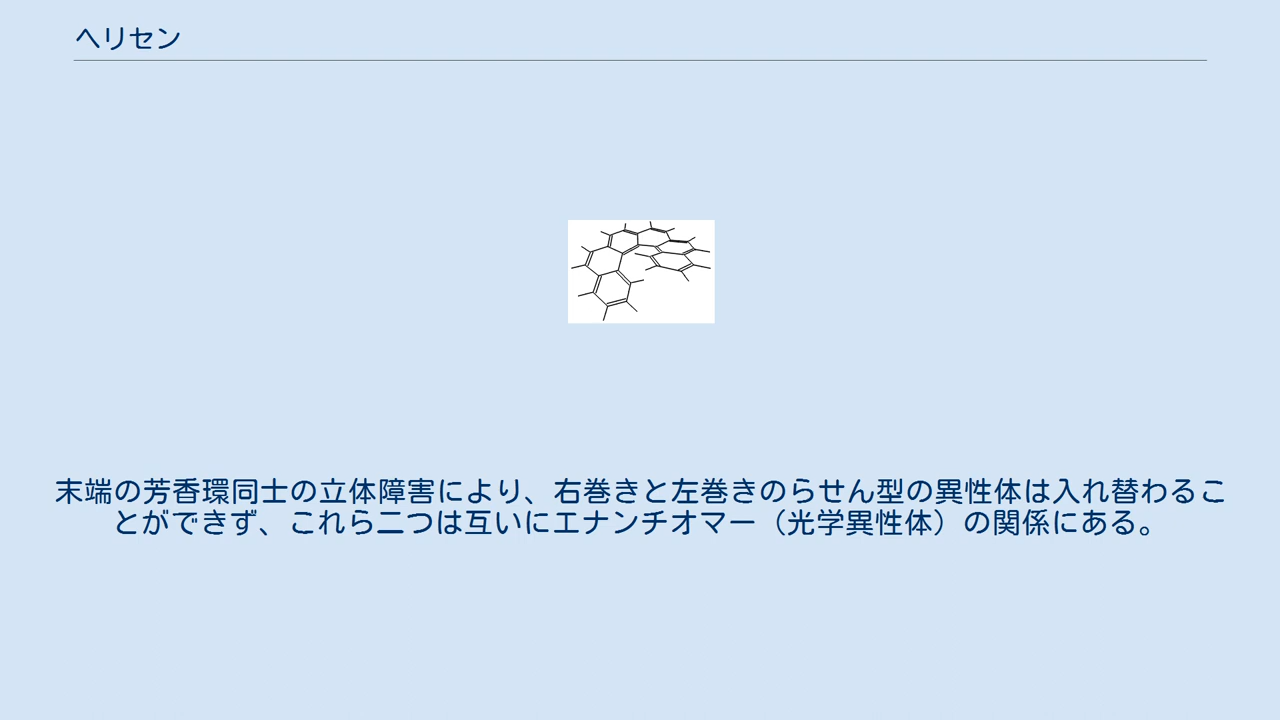 ヘリセン
末端の芳香環同士の立体障害により、右巻きと左巻きのらせん型の異性体は入れ替わるこ
とができず、これら二つは互いにエナンチオマー（光学異性体）の関係にある。